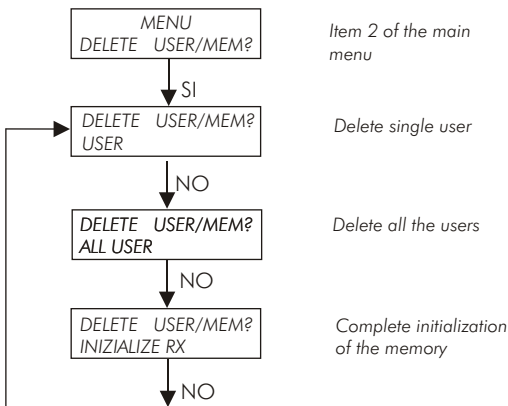 MENU
DELETE USER/MEM?
Item 2 of the main
menu
SI
DELETE USER/MEM?
USER
Delete single user
NO
DELETE USER/MEM?
ALL USER
Delete all the users
NO
DELETE USER/MEM?
INIZIALIZE RX
Complete initialization
of the memory
NO